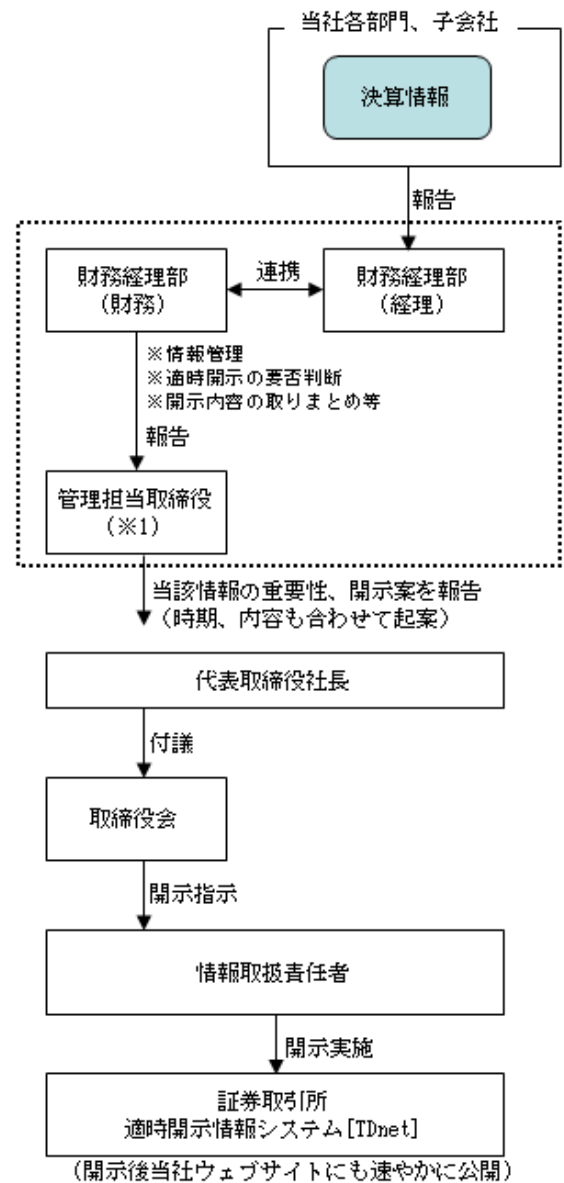 当社各部門、子会社
決算情報
報告
財務経理部
(財務)
連携
財務経理部
(経理)
※情報管理
※適時開示の要否判断
※開示内容の取りまとめ等
報告
管理担当取締役
(※1)
当該情報の重要性、開示案を報告
(時期、内容も合わせて起案)
代表取締役社長
付議
取締役会
開示指示
情報取扱責任者
開示実施
証券取引所
適時開示情報システム[TDnet]
(開示後当社ウェブサイトにも速やかに公開)